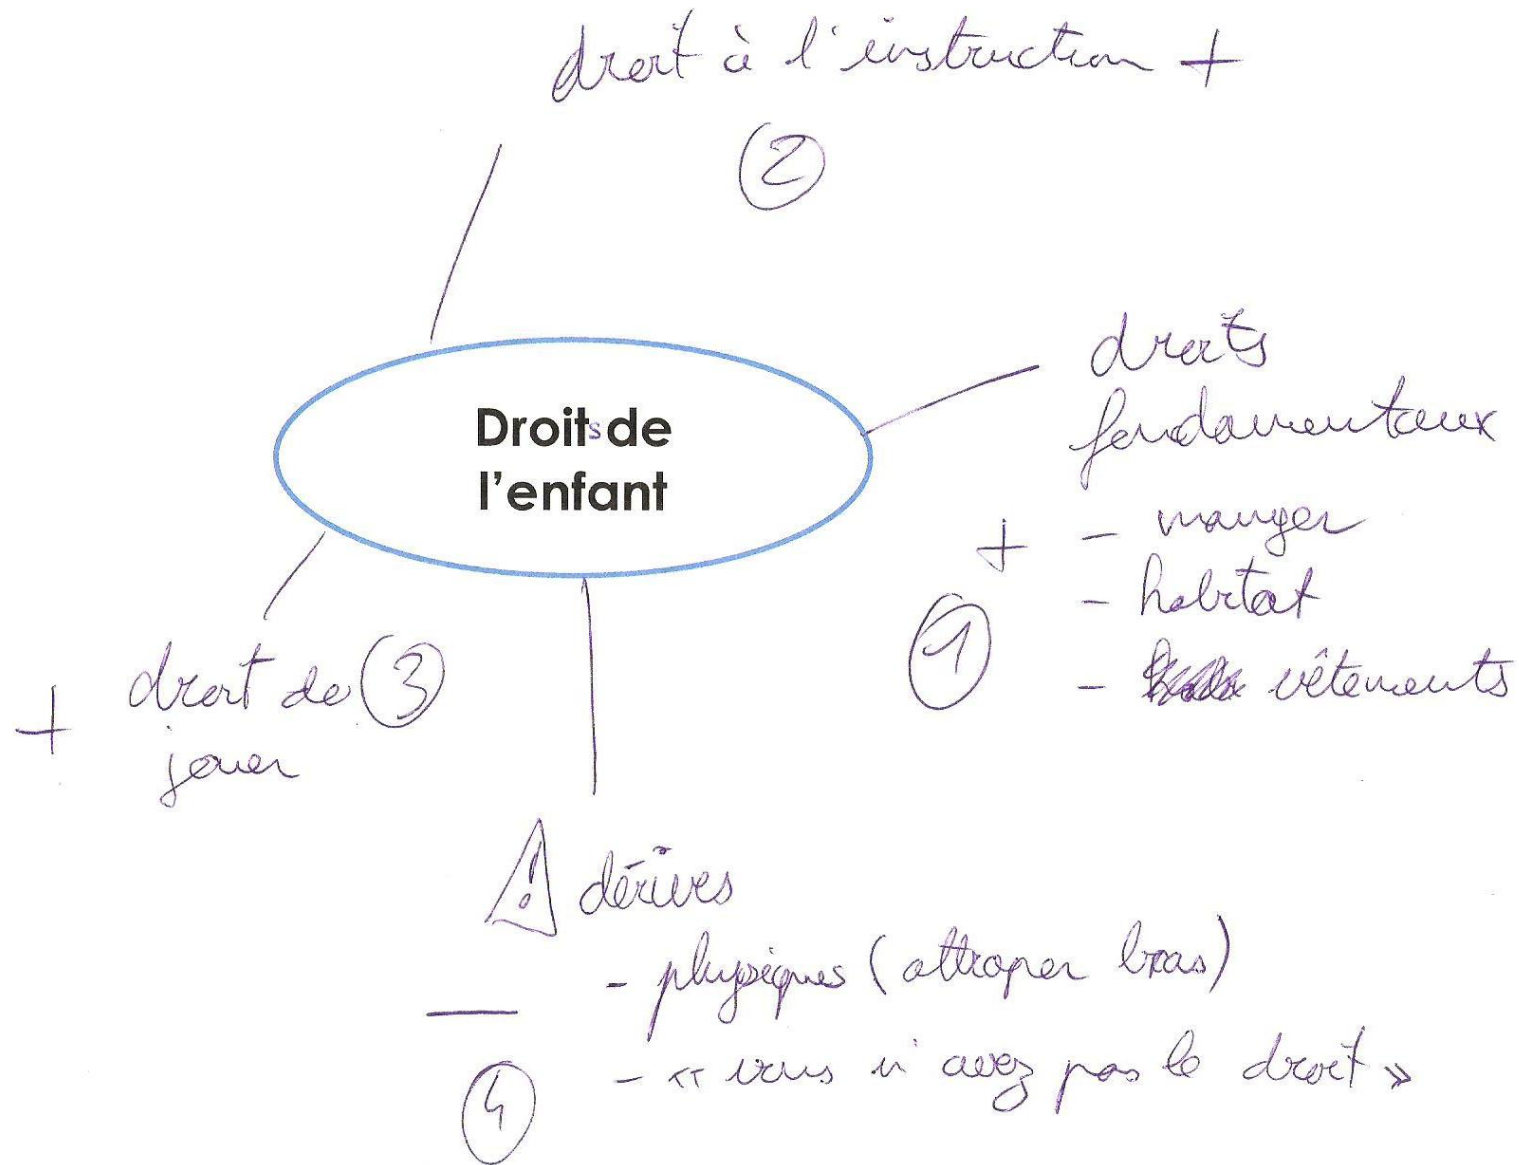 droit à l'instruction +
2
Droits de
l'enfant
droits
fondamentaux
+ - manger
- habitat
1
- vêtements
+ droit de 3
jouer
! dérives
- physiques (attraper bras)
—
- « vous n'avez pas le droit »
4